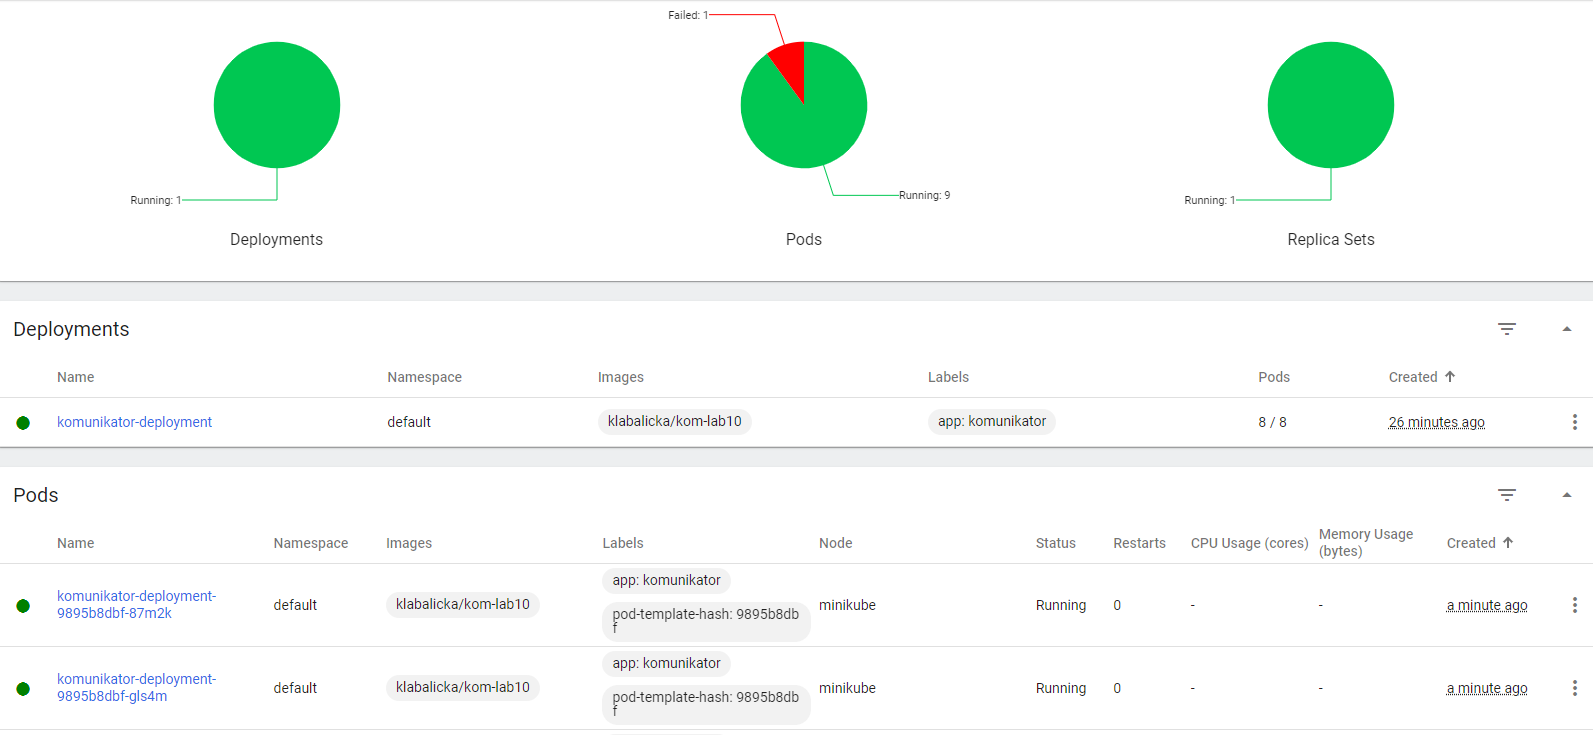 Failed: 1
Running: 1
Running: 9
Running: 1
Deployments
Pods
Replica Sets
Deployments
Name Namespace Images Labels Pods Created
komunikator-deployment default klabalicka/kom-lab10 app: komunikator 8 / 8 26 minutes ago
Pods
Name Namespace Images Labels Node Status Restarts CPU Usage (cores) Memory Usage (bytes) Created
komunikator-deployment-
9895b8dbf-87m2k
default
klabalicka/kom-lab10
app: komunikator
pod-template-hash: 9895b8db
f
minikube
Running
0
-
-
a minute ago
komunikator-deployment-
9895b8dbf-gls4m
default
klabalicka/kom-lab10
app: komunikator
pod-template-hash: 9895b8db
f
minikube
Running
0
-
-
a minute ago